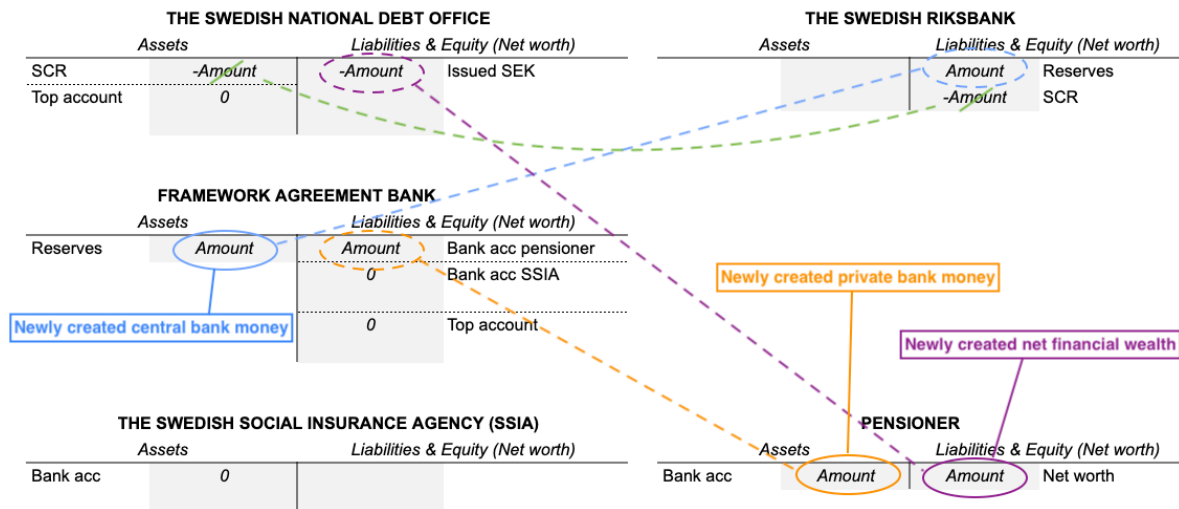 THE SWEDISH NATIONAL DEBT OFFICE
Assets Liabilities & Equity (Net worth)
SCR -Amount -Amount Issued SEK
Top account 0
THE SWEDISH RIKSBANK
Assets Liabilities & Equity (Net worth)
Amount Reserves
-Amount SCR
FRAMEWORK AGREEMENT BANK
Assets Liabilities & Equity (Net worth)
Reserves Amount Amount Bank acc pensioner
0 Bank acc SSIA
0 Top account
Newly created central bank money
Newly created private bank money
Newly created net financial wealth
THE SWEDISH SOCIAL INSURANCE AGENCY (SSIA)
Assets Liabilities & Equity (Net worth)
Bank acc 0
PENSIONER
Assets Liabilities & Equity (Net worth)
Bank acc Amount Amount Net worth